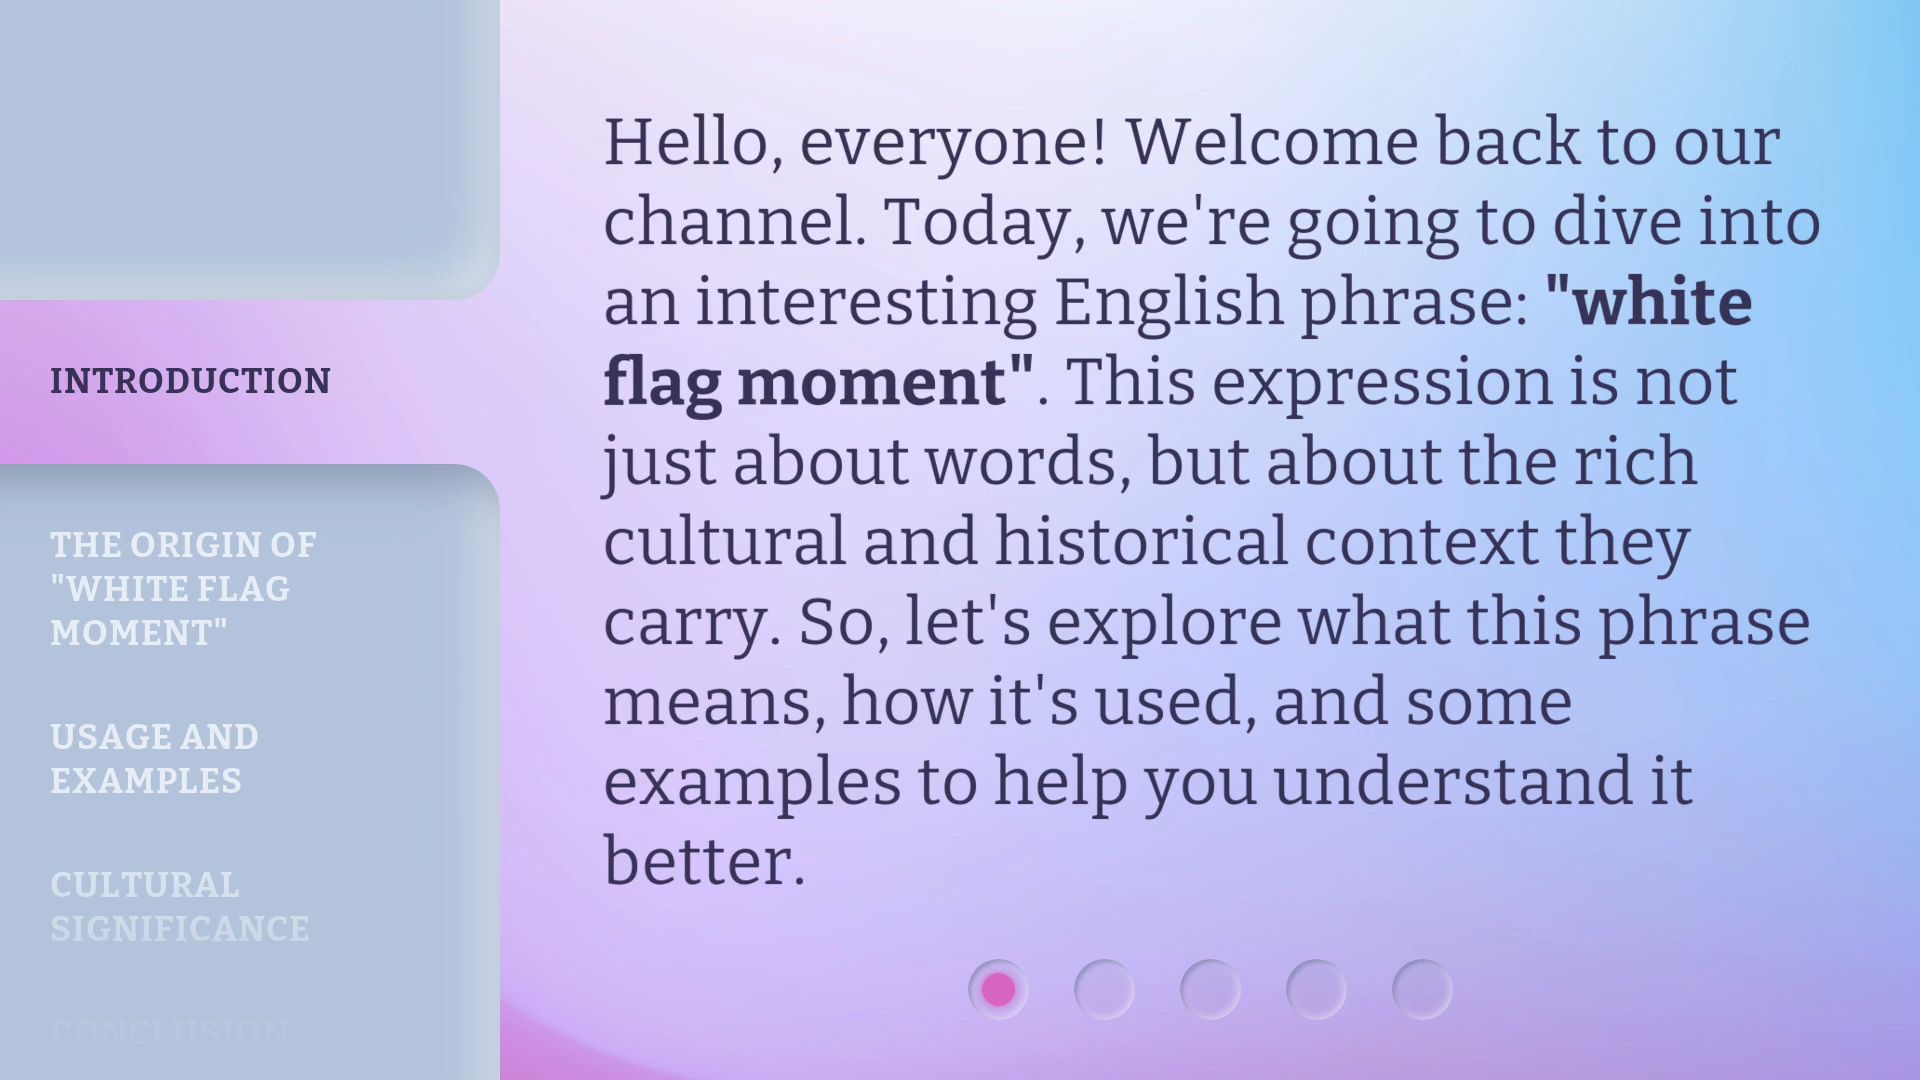 INTRODUCTION
THE ORIGIN OF
"WHITE FLAG
MOMENT"
USAGE AND
EXAMPLES
CULTURAL
SIGNIFICANCE
CONCLUSION
Hello, everyone! Welcome back to our
channel. Today, we're going to dive into
an interesting English phrase: "white
flag moment". This expression is not
just about words, but about the rich
cultural and historical context they
carry. So, let's explore what this phrase
means, how it's used, and some
examples to help you understand it
better.